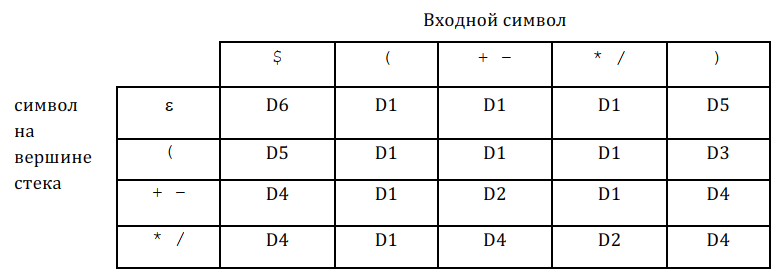 Входной символ
$ ( + - * / )
символ
на
вершине
стека
ε D6 D1 D1 D1 D5
( D5 D1 D1 D1 D3
+ - D4 D1 D2 D1 D4
* / D4 D1 D4 D2 D4